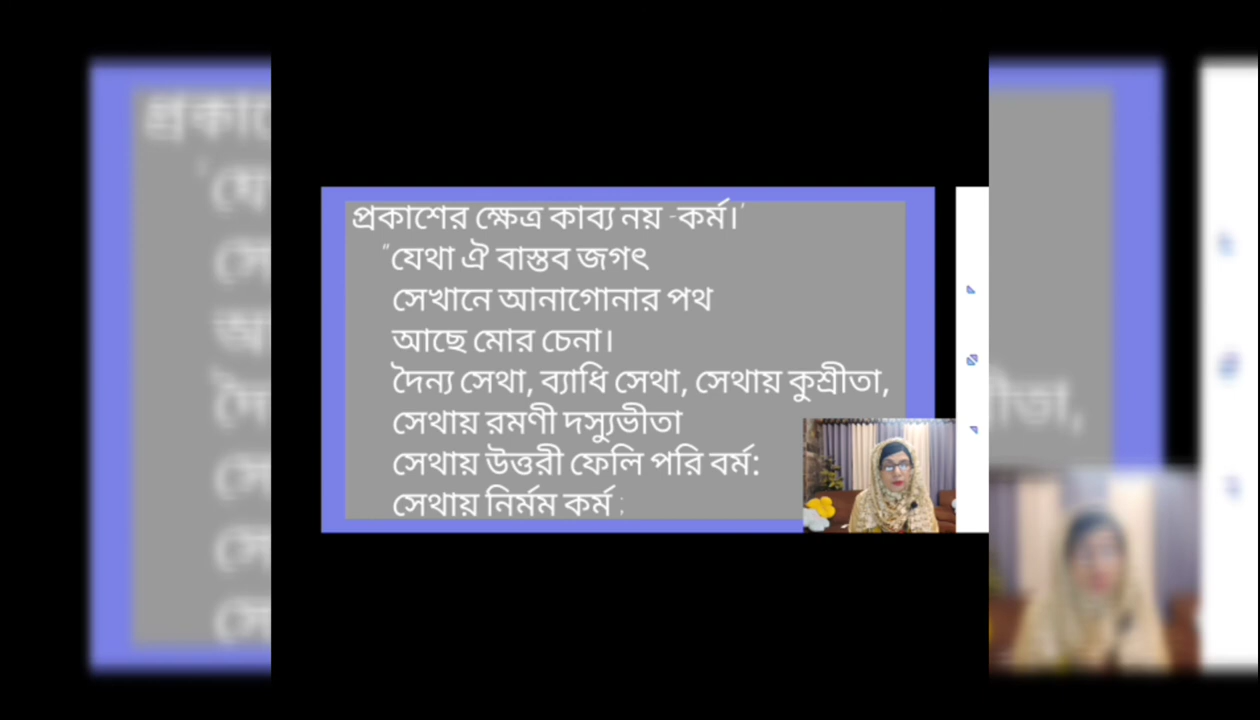 প্রকাশের ক্ষেত্র কাব্য নয় -কর্ম।'
“যেথা ঐ বাস্তব জগৎ
সেখানে আনাগোনার পথ
আছে মোর চেনা।
দৈন্য সেথা, ব্যাধি সেথা, সেথায় কুশ্রীতা,
সেথায় রমণী দস্যুভীতা
সেথায় উত্তরী ফেলি পরি বর্ম:
সেথায় নির্মম কর্ম ;